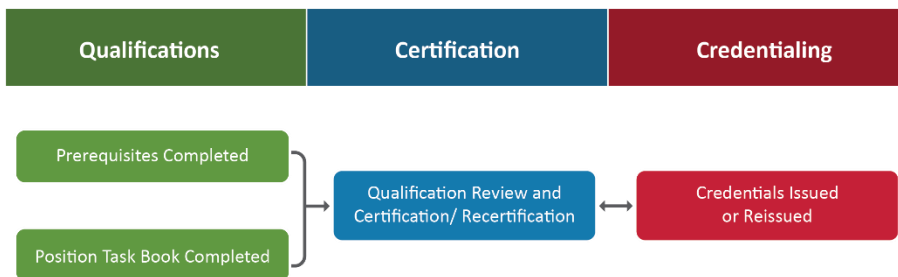 Qualifications
Certification
Credentialing
Prerequisites Completed
Position Task Book Completed
Qualification Review and
Certification/ Recertification
Credentials Issued
or Reissued